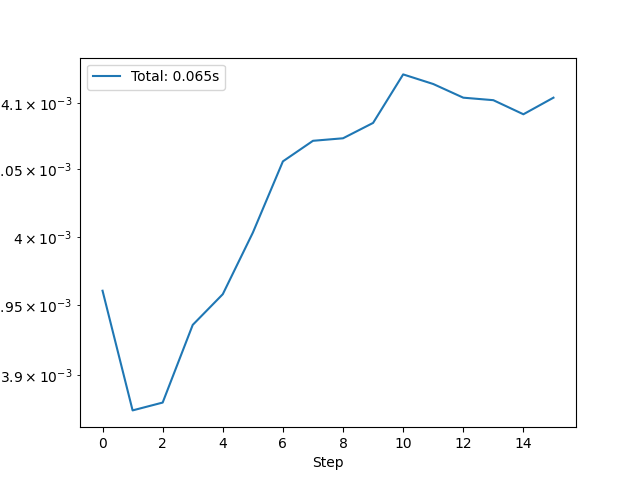 Total: 0.065s
4.1 × 10⁻³
.05 × 10⁻³
4 × 10⁻³
.95 × 10⁻³
3.9 × 10⁻³
0 2 4 6 8 10 12 14
Step